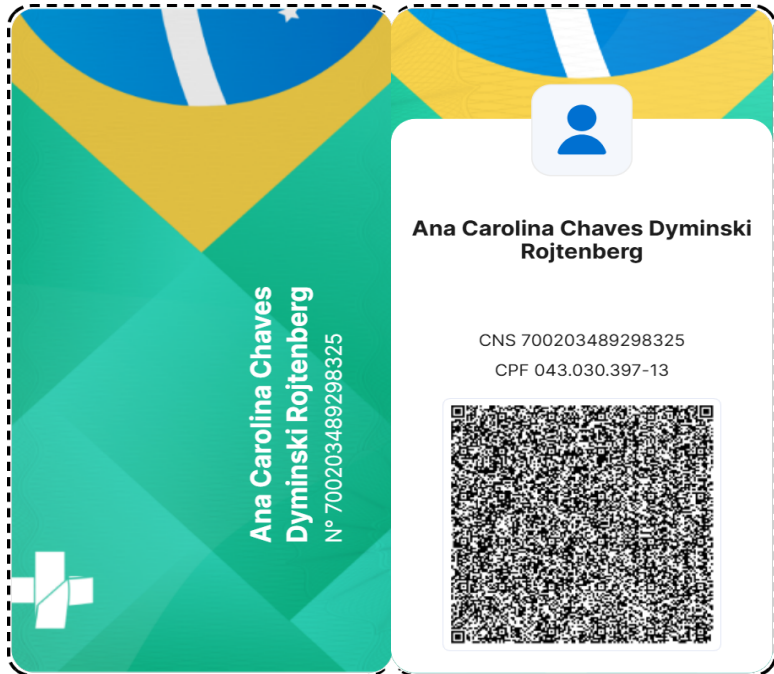 Ana Carolina Chaves
Dyminski Rojtenberg
N° 700203489298325
Ana Carolina Chaves Dyminski
Rojtenberg
CNS 700203489298325
CPF 043.030.397-13